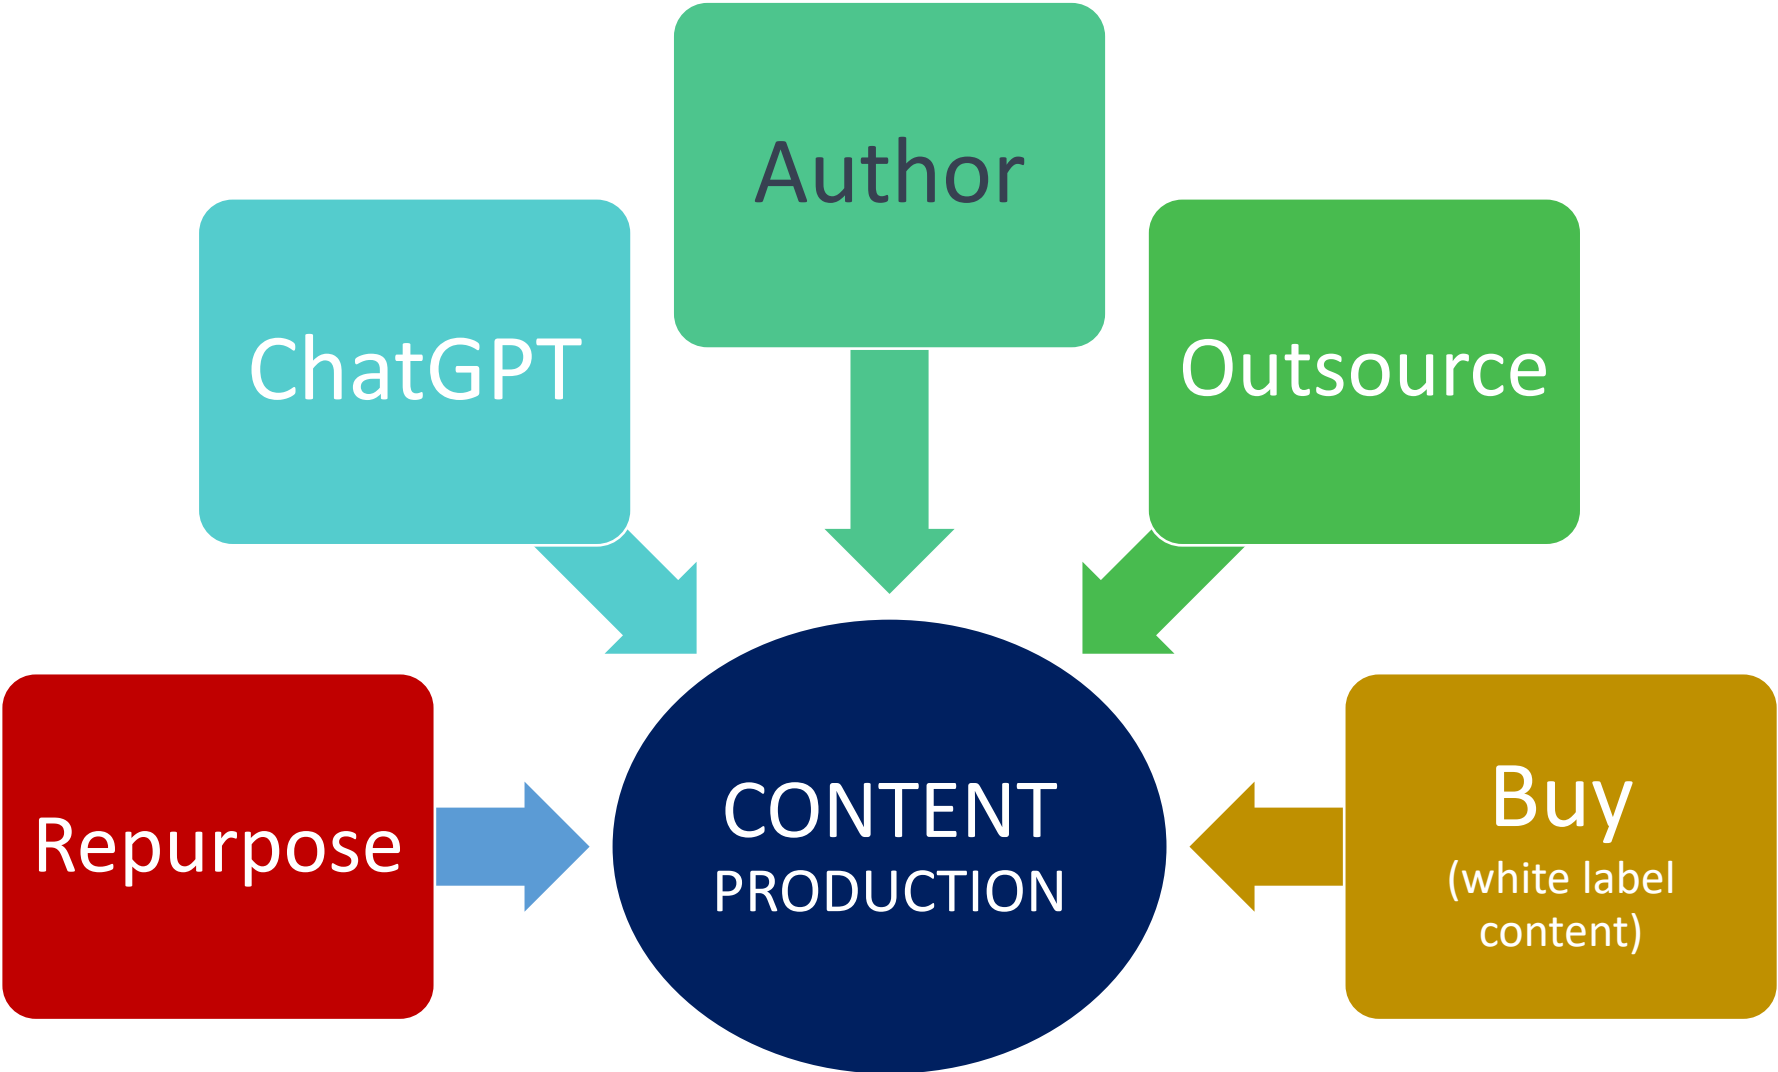 Author
ChatGPT
Outsource
Repurpose
CONTENT
PRODUCTION
Buy
(white label
content)